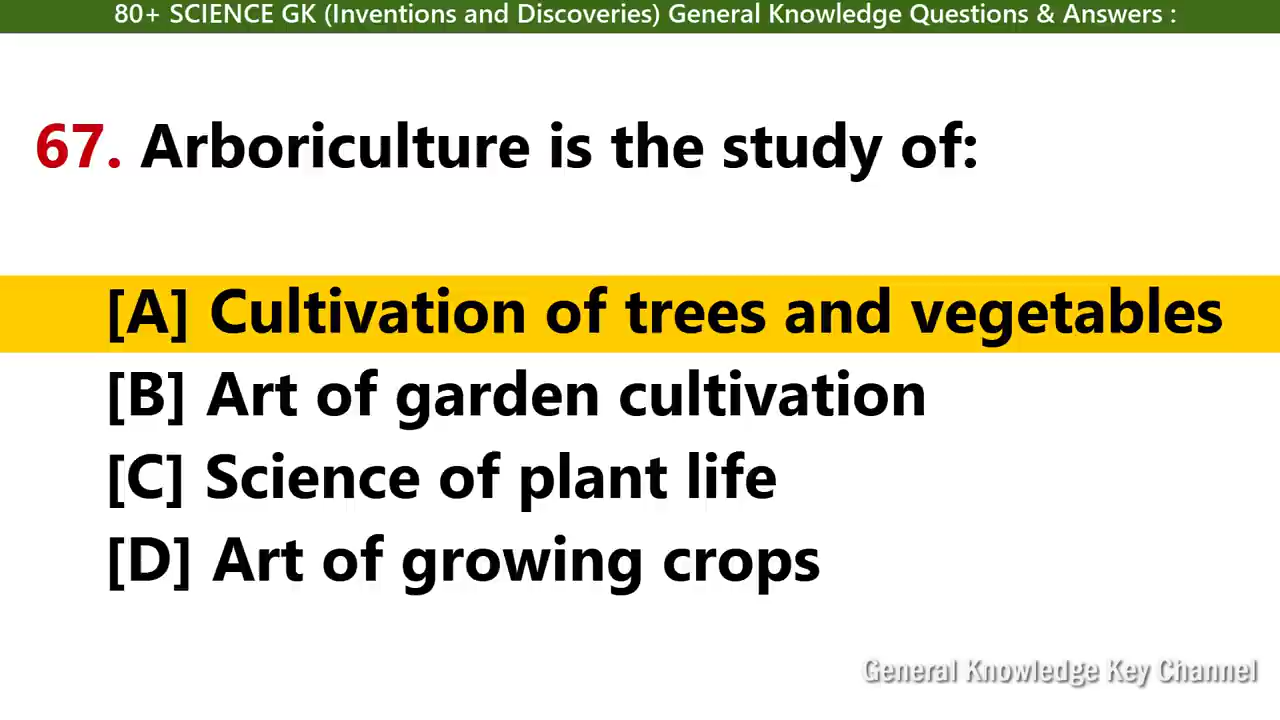 80+ SCIENCE GK (Inventions and Discoveries) General Knowledge Questions & Answers :
67. Arboriculture is the study of:
[A] Cultivation of trees and vegetables
[B] Art of garden cultivation
[C] Science of plant life
[D] Art of growing crops
General Knowledge Key Channel